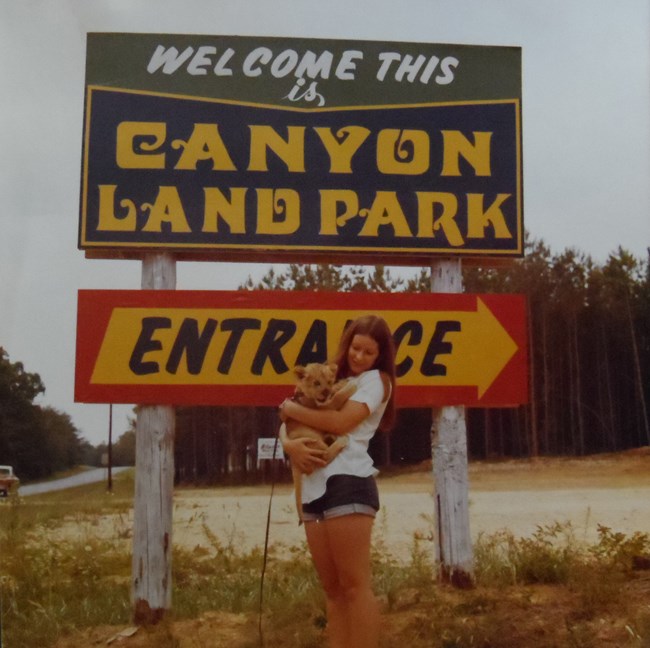 WELCOME THIS
is
CANYON
LAND PARK
ENTRANCE